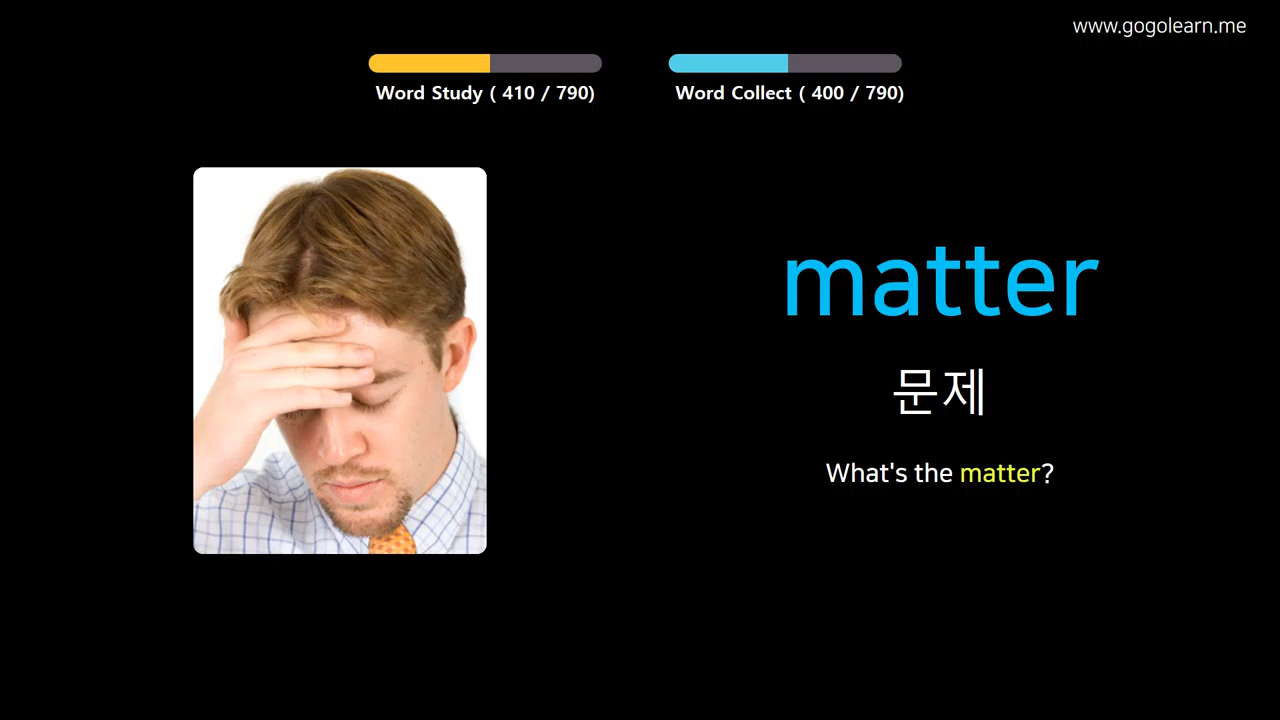 www.gogolearn.me
Word Study ( 410 / 790)
Word Collect ( 400 / 790)
matter
문제
What's the matter?